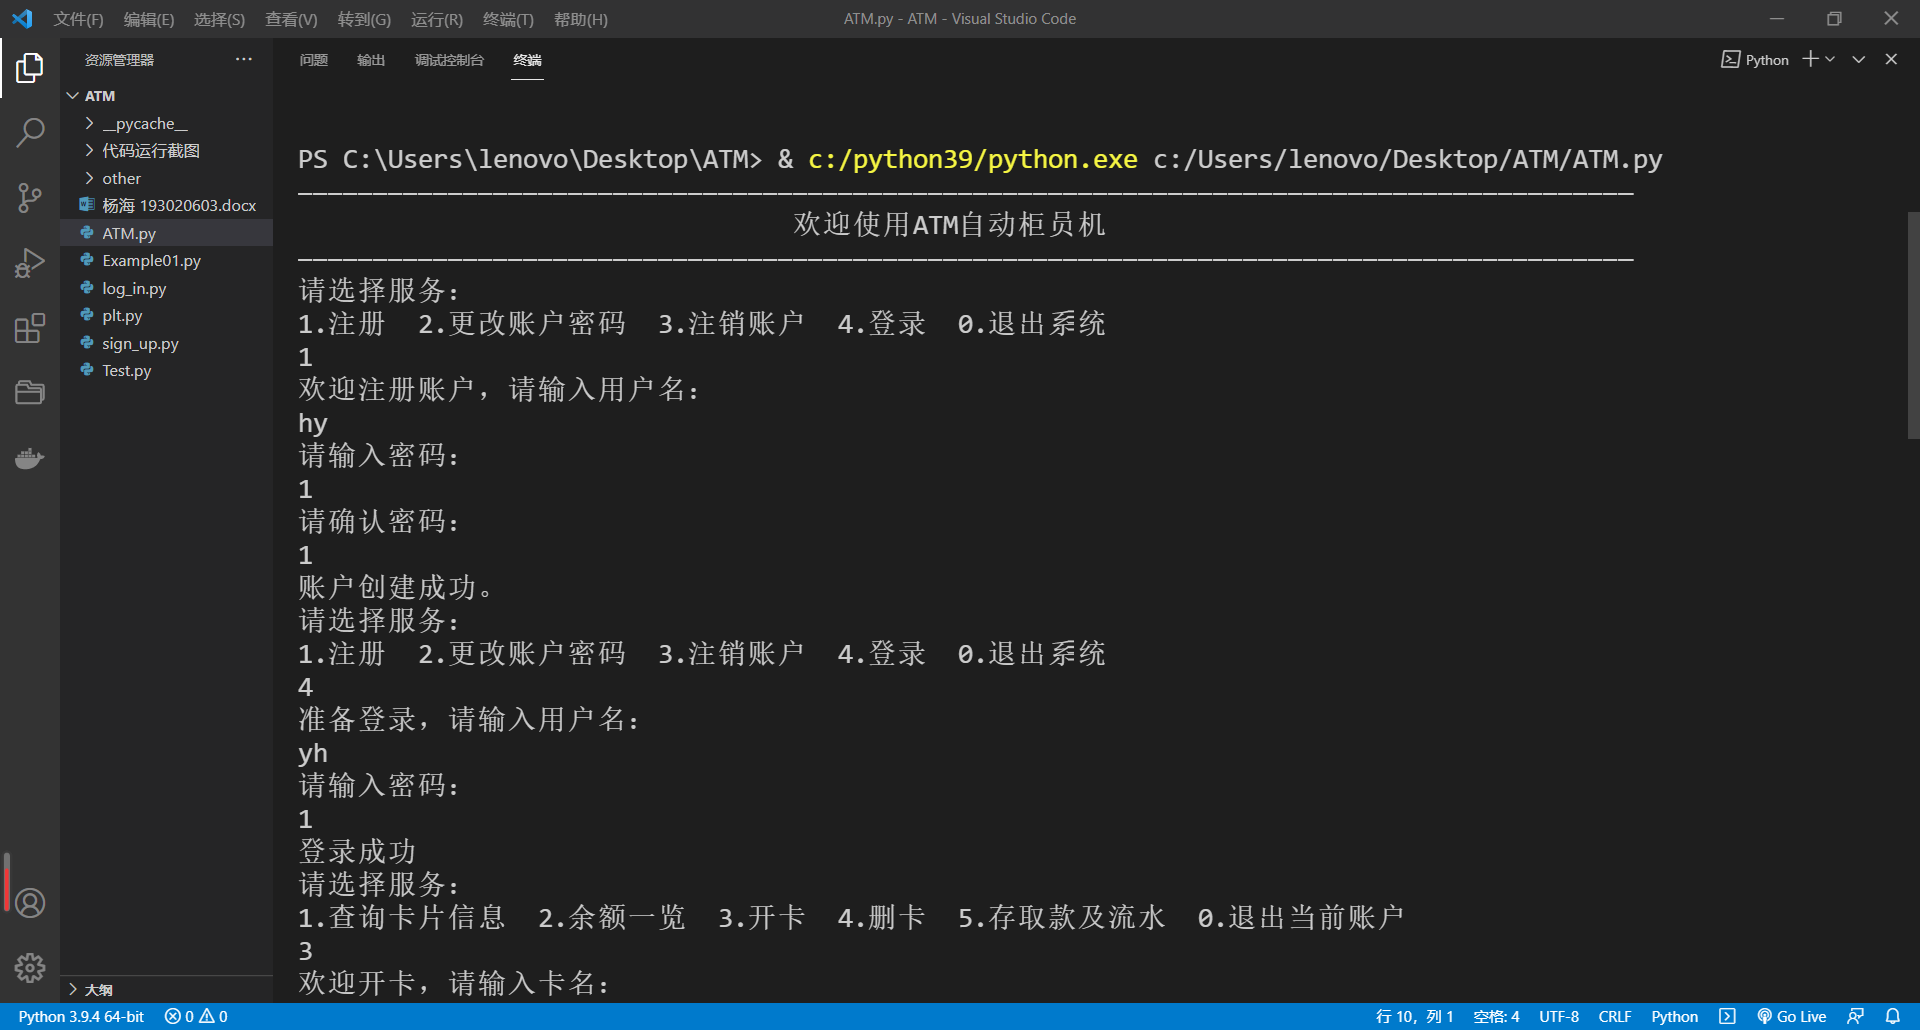 文件(F) 编辑(E) 选择(S) 查看(V) 转到(G) 运行(R) 终端(T) 帮助(H) ATM.py - ATM - Visual Studio Code
资源管理器 ···
ATM
__pycache__
代码运行截图
other
杨海 193020603.docx
ATM.py
Example01.py
log_in.py
plt.py
sign_up.py
Test.py
大纲
问题 输出 调试控制台 终端 Python
PS C:\Users\lenovo\Desktop\ATM> & c:/python39/python.exe c:/Users/lenovo/Desktop/ATM/ATM.py
欢迎使用ATM自动柜员机
请选择服务：
1.注册 2.更改账户密码 3.注销账户 4.登录 0.退出系统
1
欢迎注册账户，请输入用户名：
hy
请输入密码：
1
请确认密码：
1
账户创建成功。
请选择服务：
1.注册 2.更改账户密码 3.注销账户 4.登录 0.退出系统
4
准备登录，请输入用户名：
yh
请输入密码：
1
登录成功
请选择服务：
1.查询卡片信息 2.余额一览 3.开卡 4.删卡 5.存取款及流水 0.退出当前账户
3
欢迎开卡，请输入卡名：
Python 3.9.4 64-bit 0 0 行 10，列 1 空格: 4 UTF-8 CRLF Python Go Live